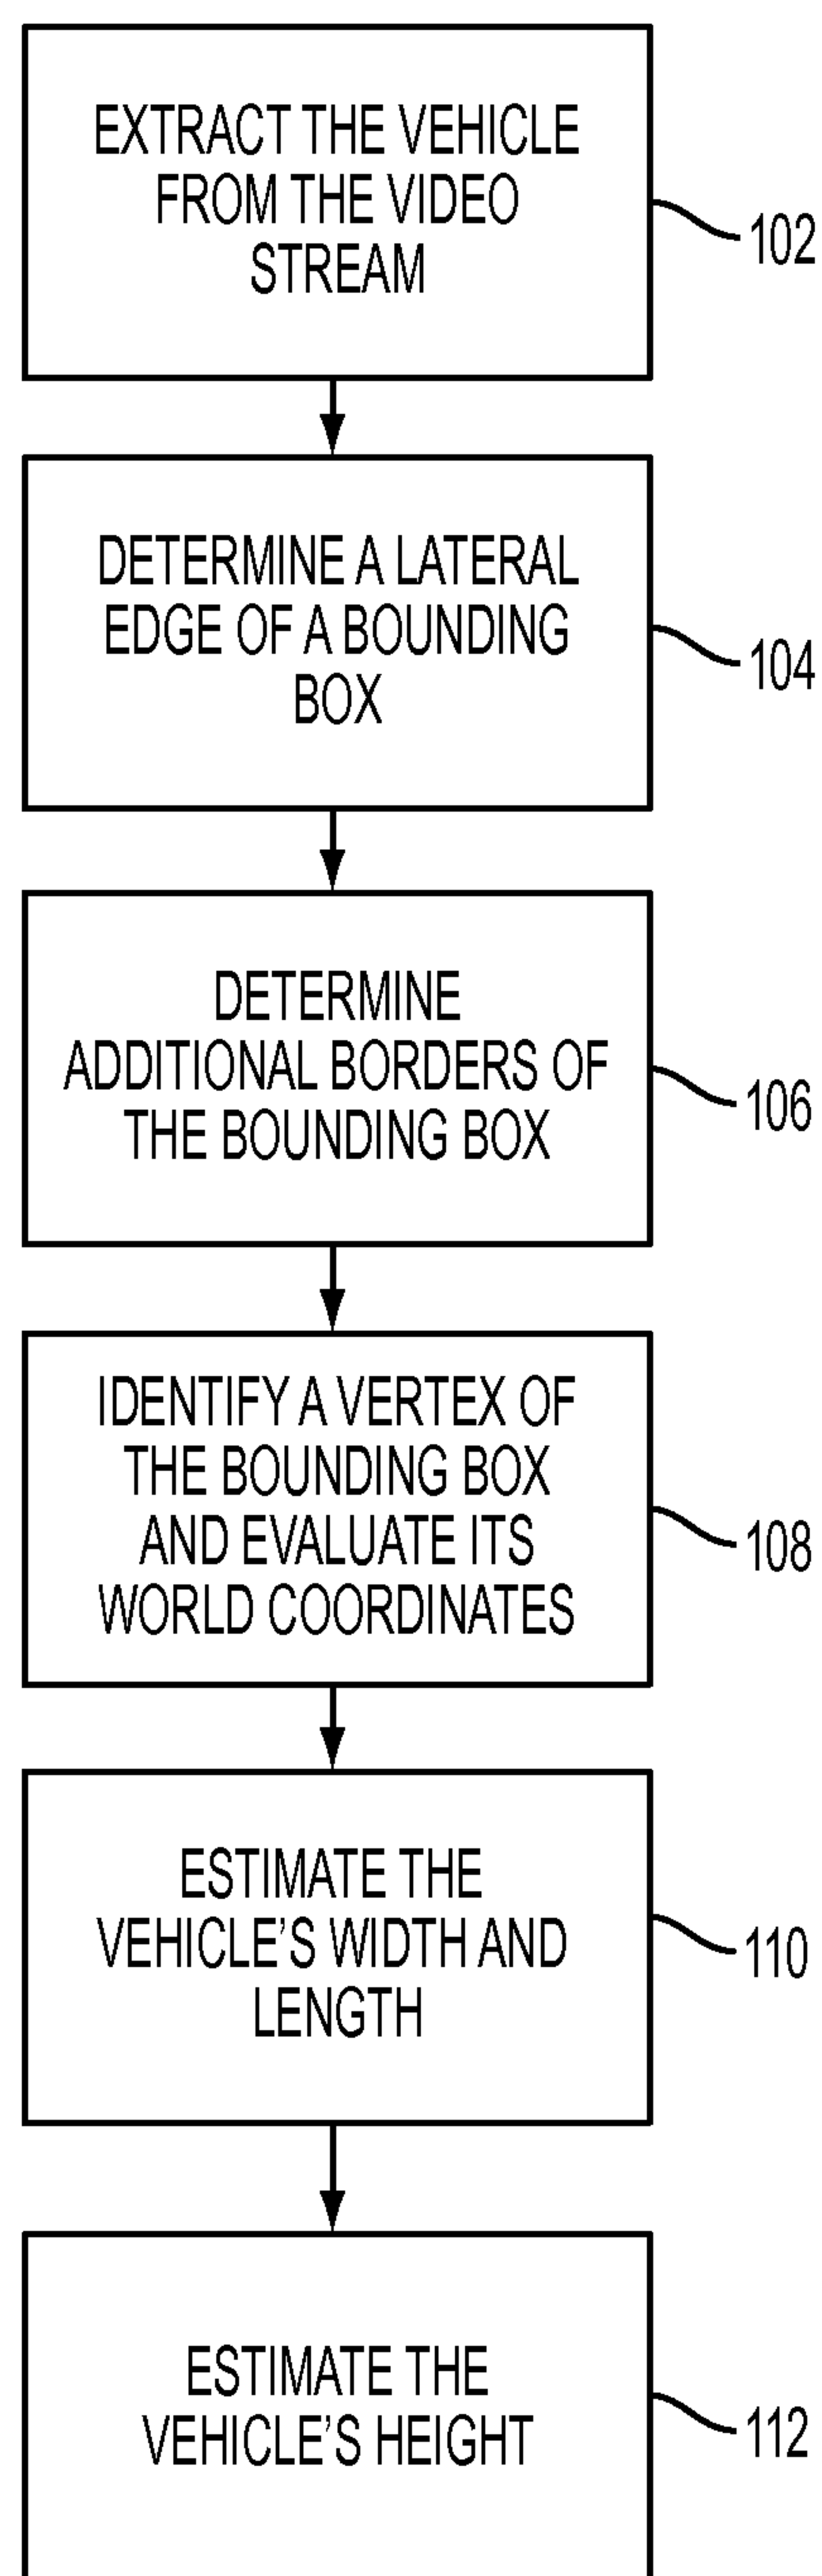 EXTRACT THE VEHICLE
FROM THE VIDEO
STREAM
102
DETERMINE A LATERAL
EDGE OF A BOUNDING
BOX
104
DETERMINE
ADDITIONAL BORDERS OF
THE BOUNDING BOX
106
IDENTIFY A VERTEX OF
THE BOUNDING BOX
AND EVALUATE ITS
WORLD COORDINATES
108
ESTIMATE THE
VEHICLE'S WIDTH AND
LENGTH
110
ESTIMATE THE
VEHICLE'S HEIGHT
112